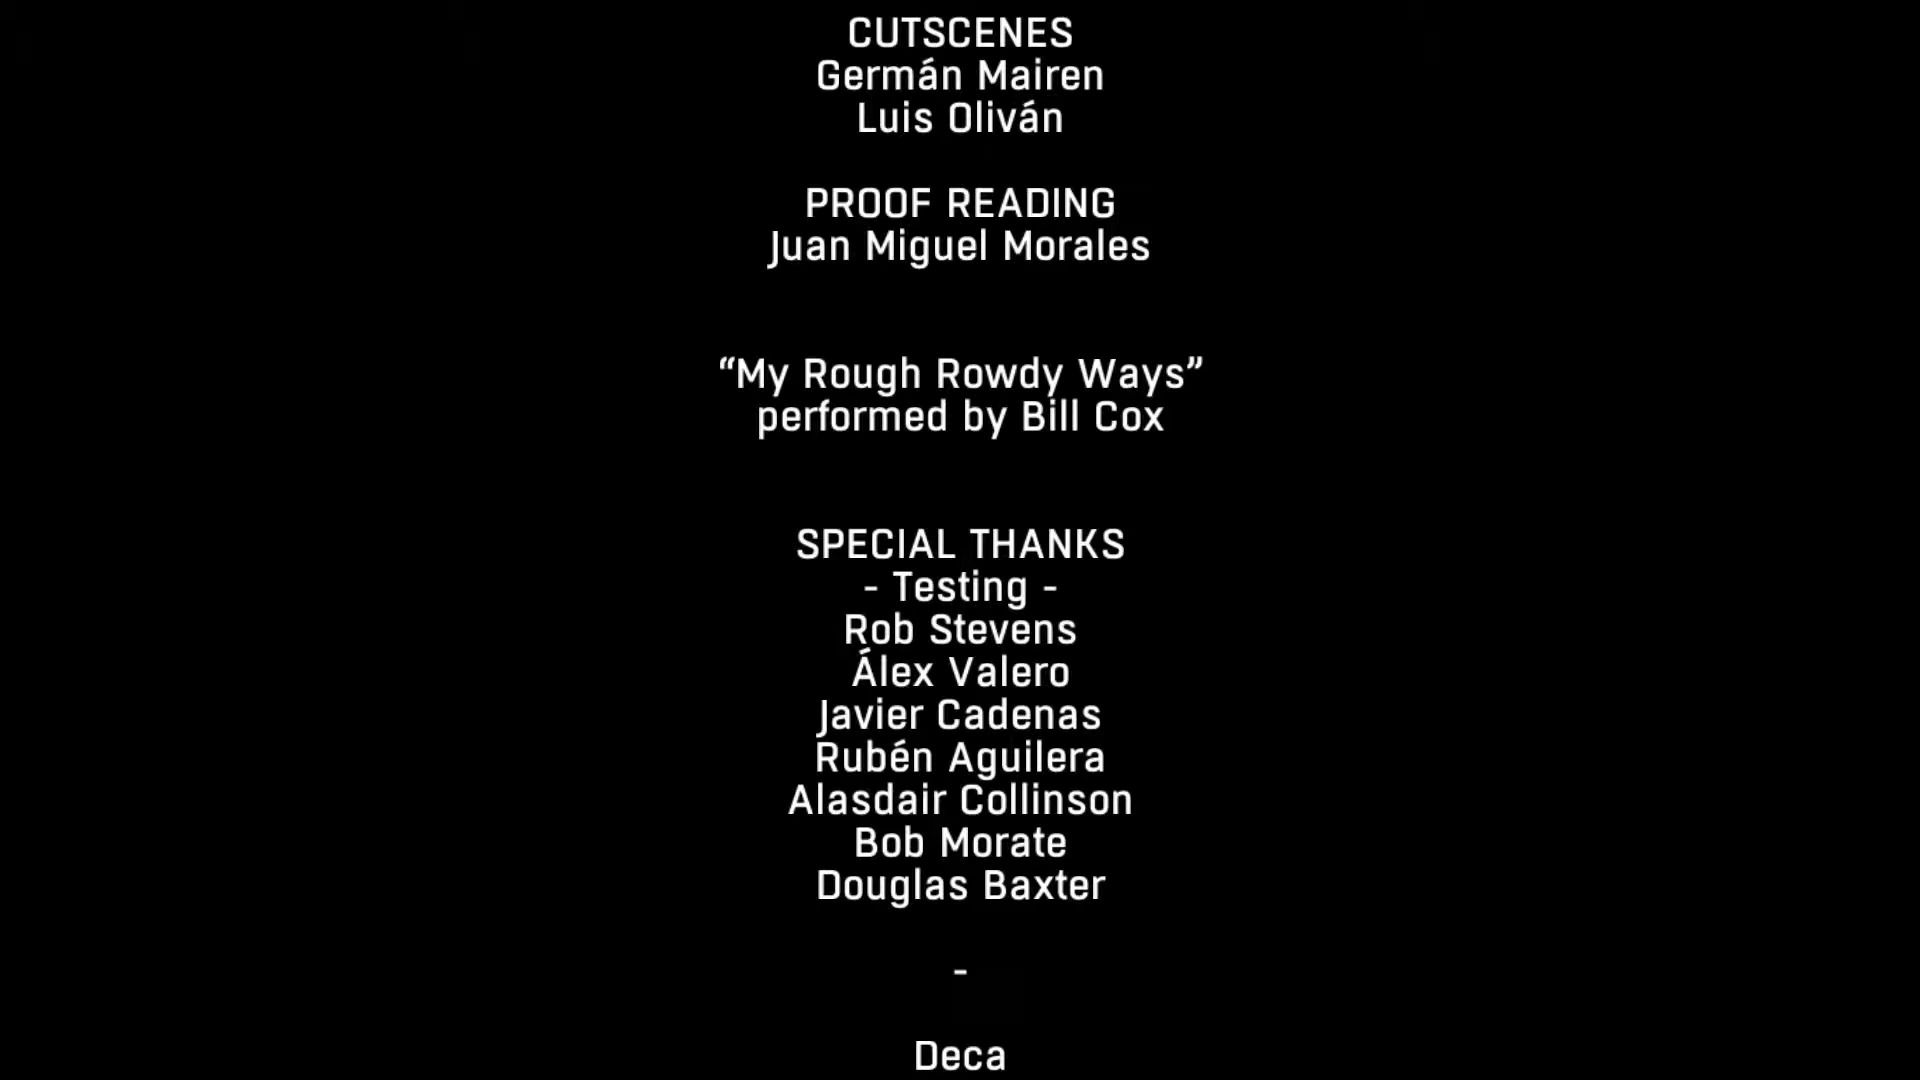 CUTSCENES
Germán Mairen
Luis Oliván
PROOF READING
Juan Miguel Morales
“My Rough Rowdy Ways”
performed by Bill Cox
SPECIAL THANKS
- Testing -
Rob Stevens
Álex Valero
Javier Cadenas
Rubén Aguilera
Alasdair Collinson
Bob Morate
Douglas Baxter
-
Deca